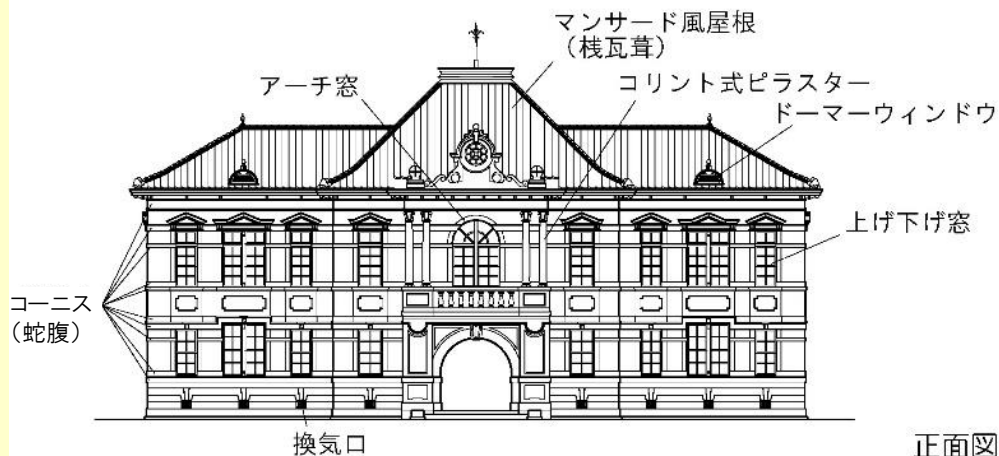 マンサード風屋根
（桟瓦葺）
アーチ窓
コリント式ピラスター
ドーマーウィンドウ
上げ下げ窓
コーニス
（蛇腹）
換気口
正面図